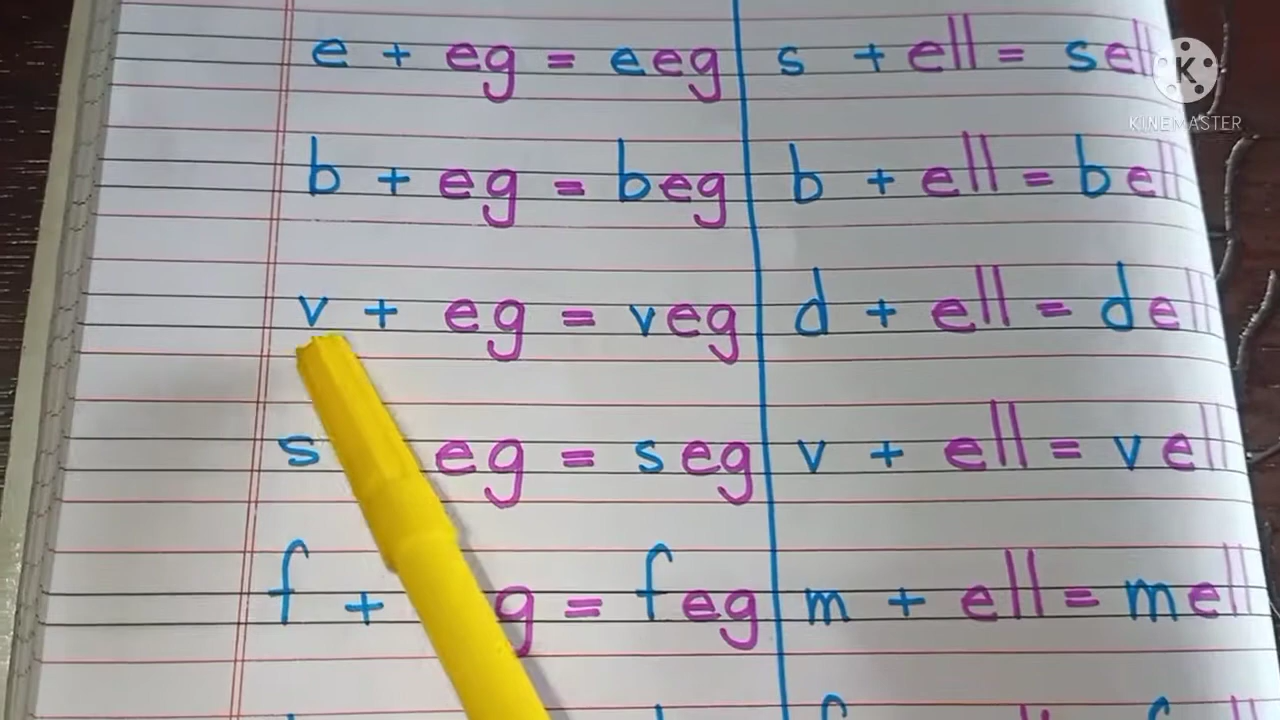 e + eg = eeg s + ell = sell
KINEMASTER
b + eg = beg b + ell = bell
v + eg = veg d + ell = dell
s eg = seg v + ell = vell
f + g = feg m + ell = mell